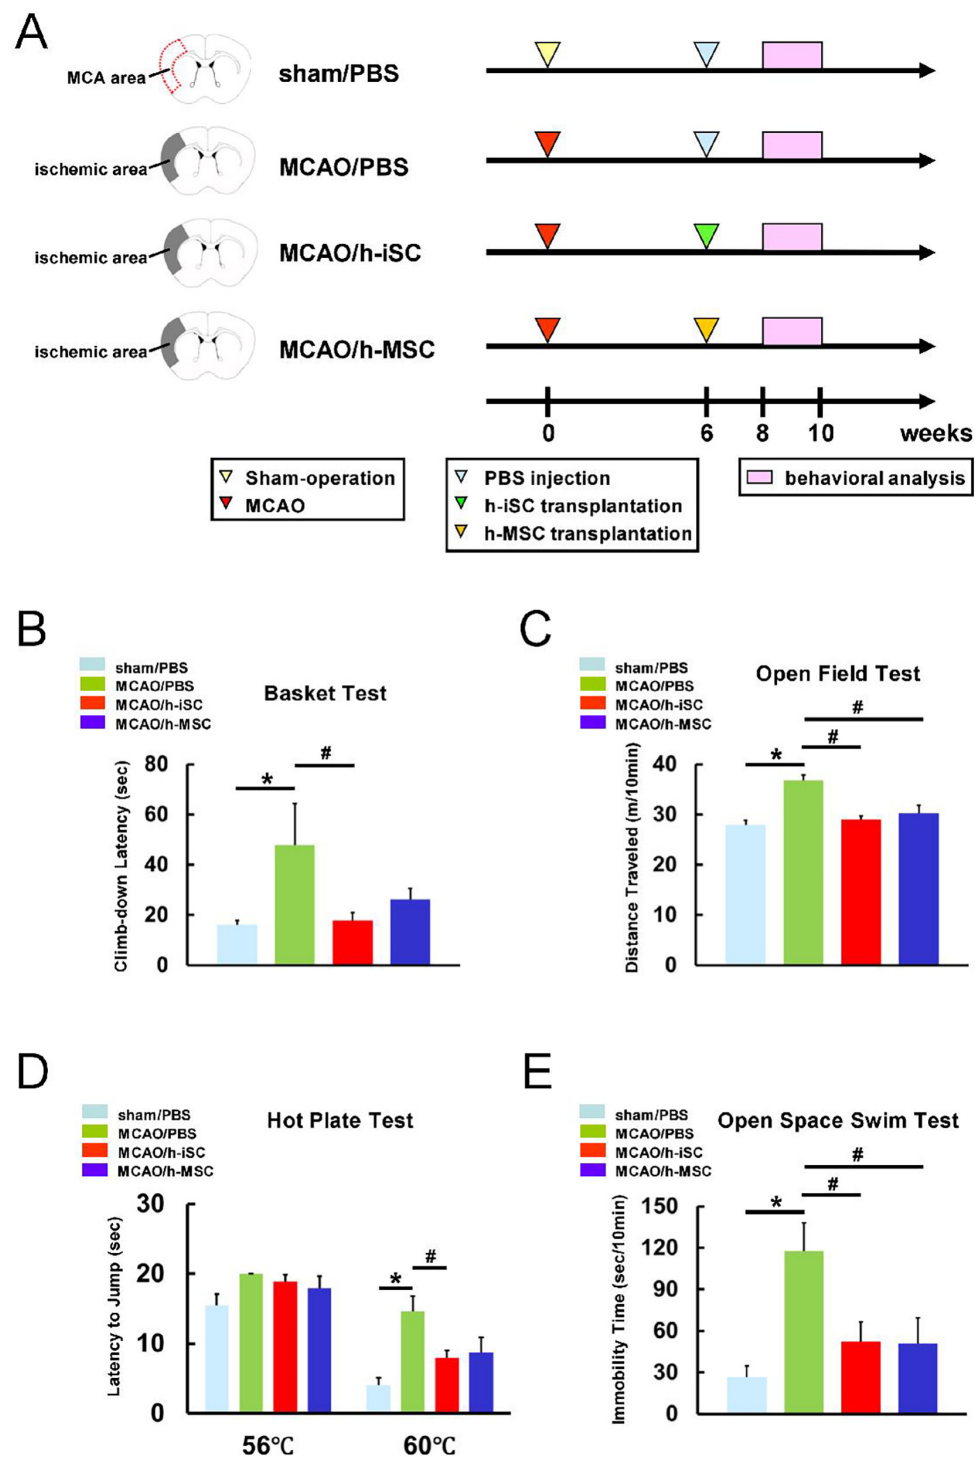 A
MCA area
sham/PBS
ischemic area
MCAO/PBS
ischemic area
MCAO/h-iSC
ischemic area
MCAO/h-MSC
0 6 8 10 weeks
Sham-operation
MCAO
PBS injection
h-iSC transplantation
h-MSC transplantation
behavioral analysis
B
sham/PBS
MCAO/PBS
MCAO/h-iSC
MCAO/h-MSC
Basket Test
Climb-down Latency (sec)
80
60
40
20
0
*
#
C
sham/PBS
MCAO/PBS
MCAO/h-iSC
MCAO/h-MSC
Open Field Test
Distance Traveled (m/10min)
40
30
20
10
0
*
#
#
D
sham/PBS
MCAO/PBS
MCAO/h-iSC
MCAO/h-MSC
Hot Plate Test
Latency to Jump (sec)
30
20
10
0
*
#
56℃ 60℃
E
sham/PBS
MCAO/PBS
MCAO/h-iSC
MCAO/h-MSC
Open Space Swim Test
Immobility Time (sec/10min)
150
120
90
60
30
0
*
#
#